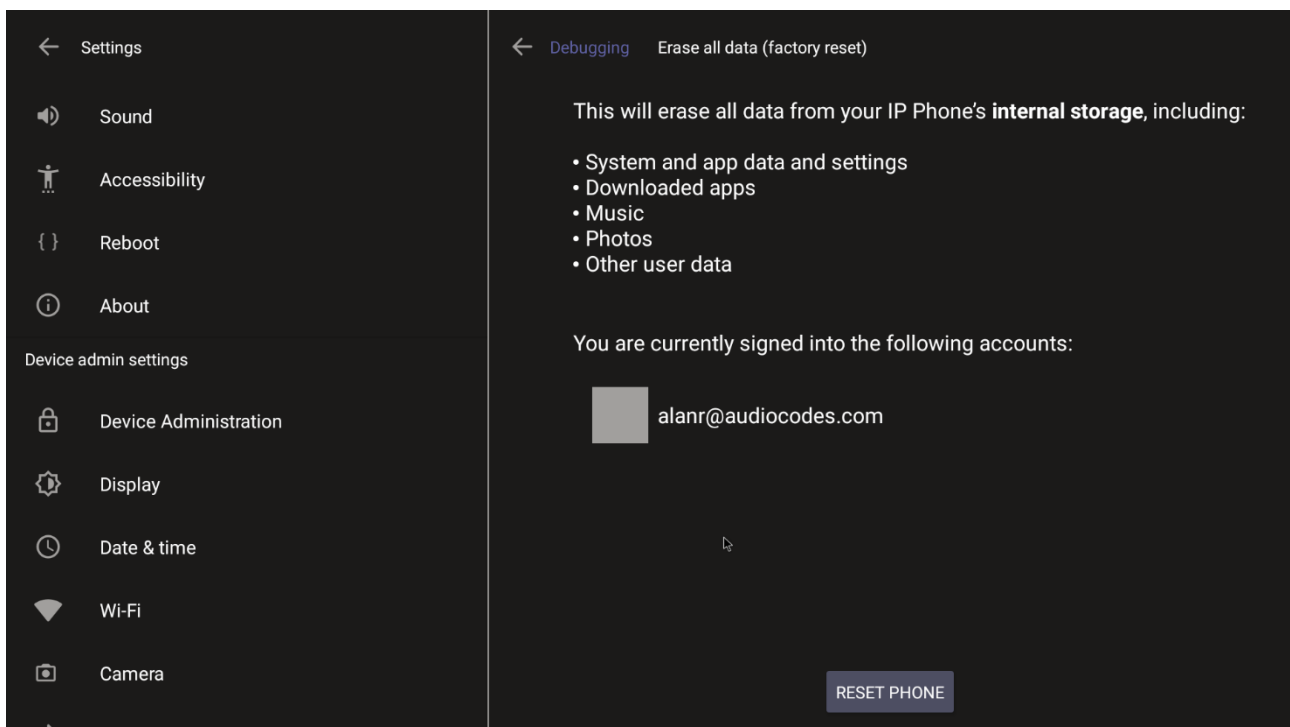 Settings
Sound
Accessibility
{ } Reboot
About
Device admin settings
Device Administration
Display
Date & time
Wi-Fi
Camera
Debugging Erase all data (factory reset)
This will erase all data from your IP Phone's internal storage, including:
• System and app data and settings
• Downloaded apps
• Music
• Photos
• Other user data
You are currently signed into the following accounts:
alanr@audiocodes.com
RESET PHONE